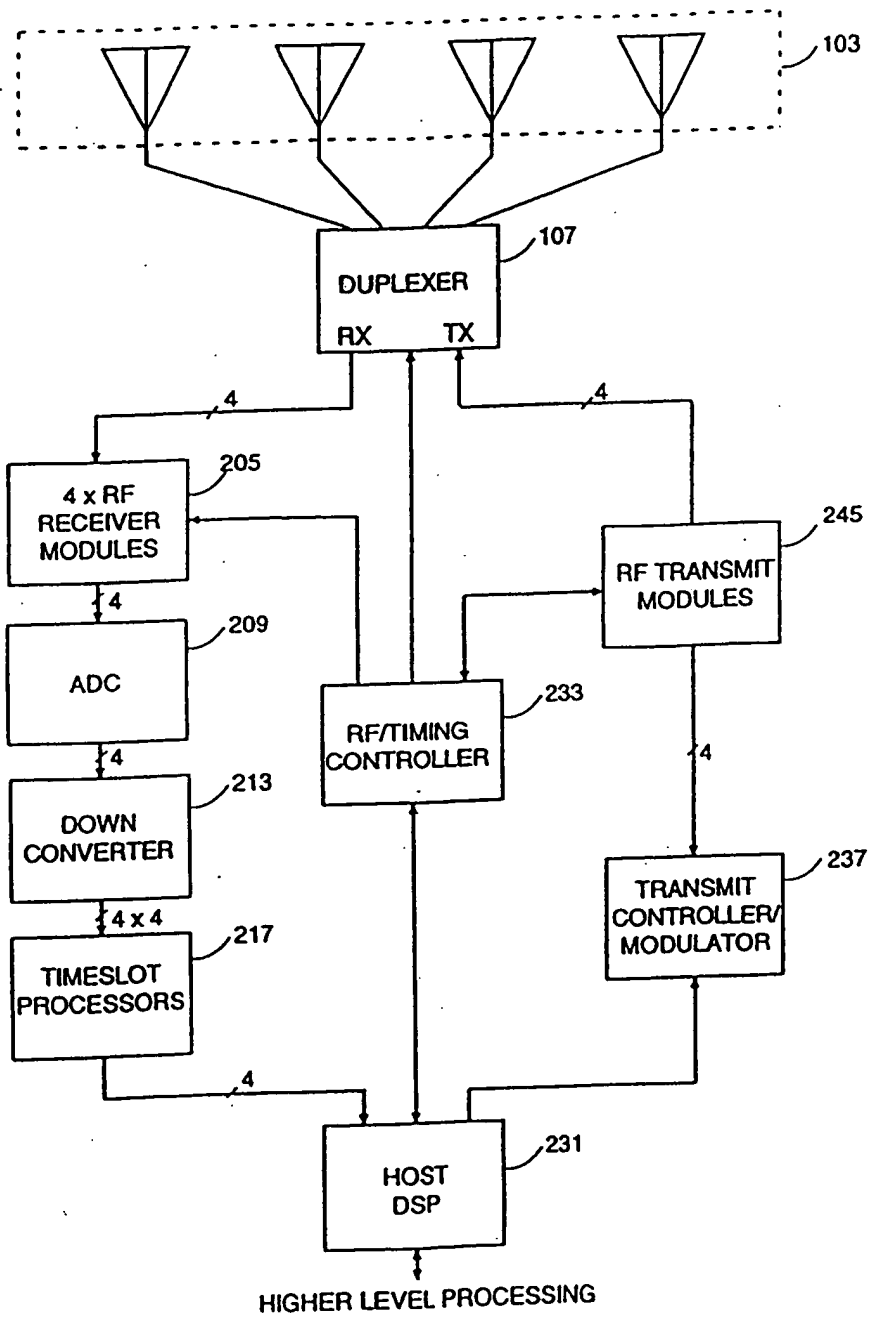 103
107
DUPLEXER
RX TX
4
4
205
4 x RF
RECEIVER
MODULES
245
RF TRANSMIT
MODULES
4
209
ADC
233
RF/TIMING
CONTROLLER
4
4
213
DOWN
CONVERTER
237
TRANSMIT
CONTROLLER/
MODULATOR
4 x 4
217
TIMESLOT
PROCESSORS
4
231
HOST
DSP
HIGHER LEVEL PROCESSING